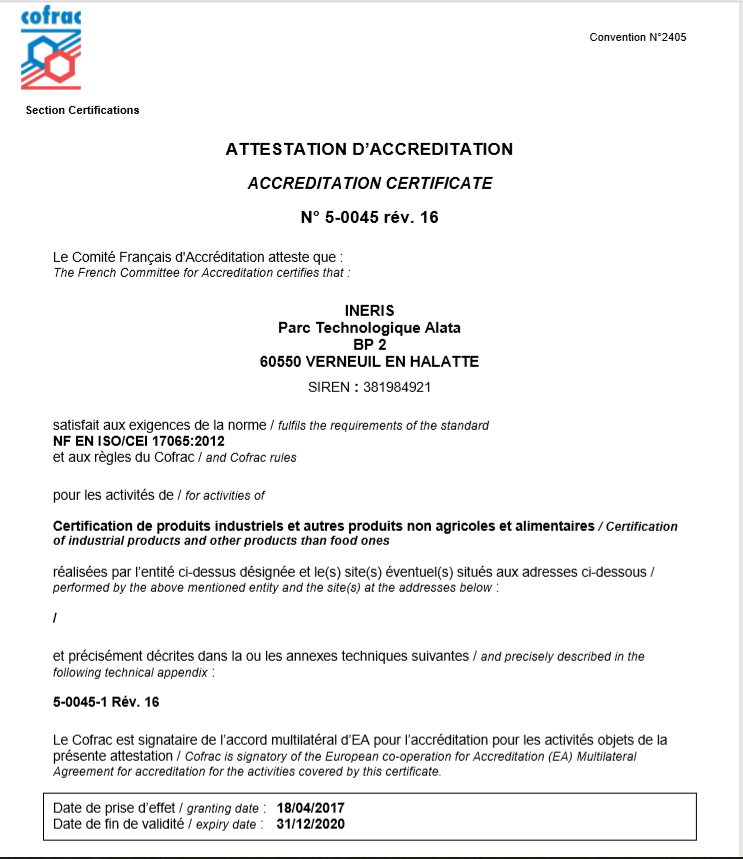 cofrac
Convention N°2405
Section Certifications
ATTESTATION D'ACCREDITATION
ACCREDITATION CERTIFICATE
N° 5-0045 rév. 16
Le Comité Français d'Accréditation atteste que :
The French Committee for Accreditation certifies that :
INERIS
Parc Technologique Alata
BP 2
60550 VERNEUIL EN HALATTE
SIREN : 381984921
satisfait aux exigences de la norme / fulfils the requirements of the standard
NF EN ISO/CEI 17065:2012
et aux règles du Cofrac / and Cofrac rules
pour les activités de / for activities of
Certification de produits industriels et autres produits non agricoles et alimentaires / Certification
of industrial products and other products than food ones
réalisées par l'entité ci-dessus désignée et le(s) site(s) éventuel(s) situés aux adresses ci-dessous /
performed by the above mentioned entity and the site(s) at the addresses below :
/
et précisément décrites dans la ou les annexes techniques suivantes / and precisely described in the
following technical appendix :
5-0045-1 Rév. 16
Le Cofrac est signataire de l'accord multilatéral d'EA pour l'accréditation pour les activités objets de la
présente attestation / Cofrac is signatory of the European co-operation for Accreditation (EA) Multilateral
Agreement for accreditation for the activities covered by this certificate.
Date de prise d'effet / granting date : 18/04/2017
Date de fin de validité / expiry date : 31/12/2020